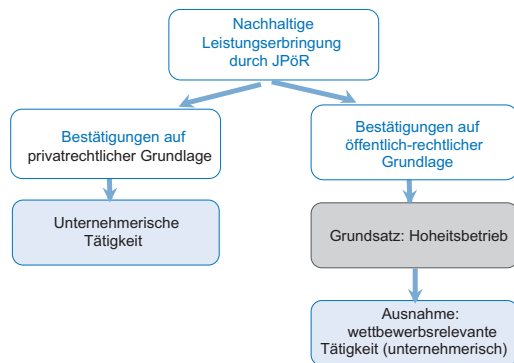 Nachhaltige
Leistungserbringung
durch JPöR
Bestätigungen auf
privatrechtlicher Grundlage
Bestätigungen auf
öffentlich-rechtlicher
Grundlage
Unternehmerische
Tätigkeit
Grundsatz: Hoheitsbetrieb
Ausnahme:
wettbewerbsrelevante
Tätigkeit (unternehmerisch)